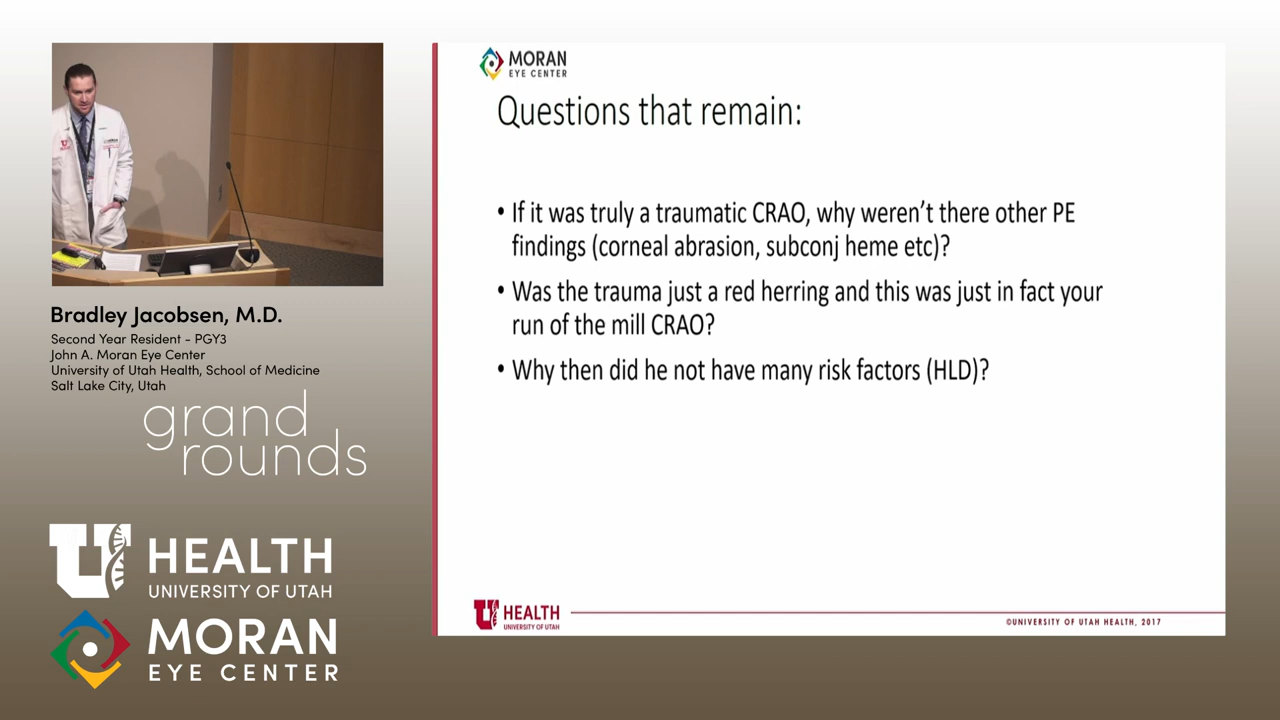 Bradley Jacobsen, M.D.
Second Year Resident - PGY3
John A. Moran Eye Center
University of Utah Health, School of Medicine
Salt Lake City, Utah
grand
rounds
U
HEALTH
UNIVERSITY OF UTAH
MORAN
EYE CENTER
MORAN
EYE CENTER
Questions that remain:
• If it was truly a traumatic CRAO, why weren’t there other PE
findings (corneal abrasion, subconj heme etc)?
• Was the trauma just a red herring and this was just in fact your
run of the mill CRAO?
• Why then did he not have many risk factors (HLD)?
U
HEALTH
UNIVERSITY OF UTAH
©UNIVERSITY OF UTAH HEALTH, 2017